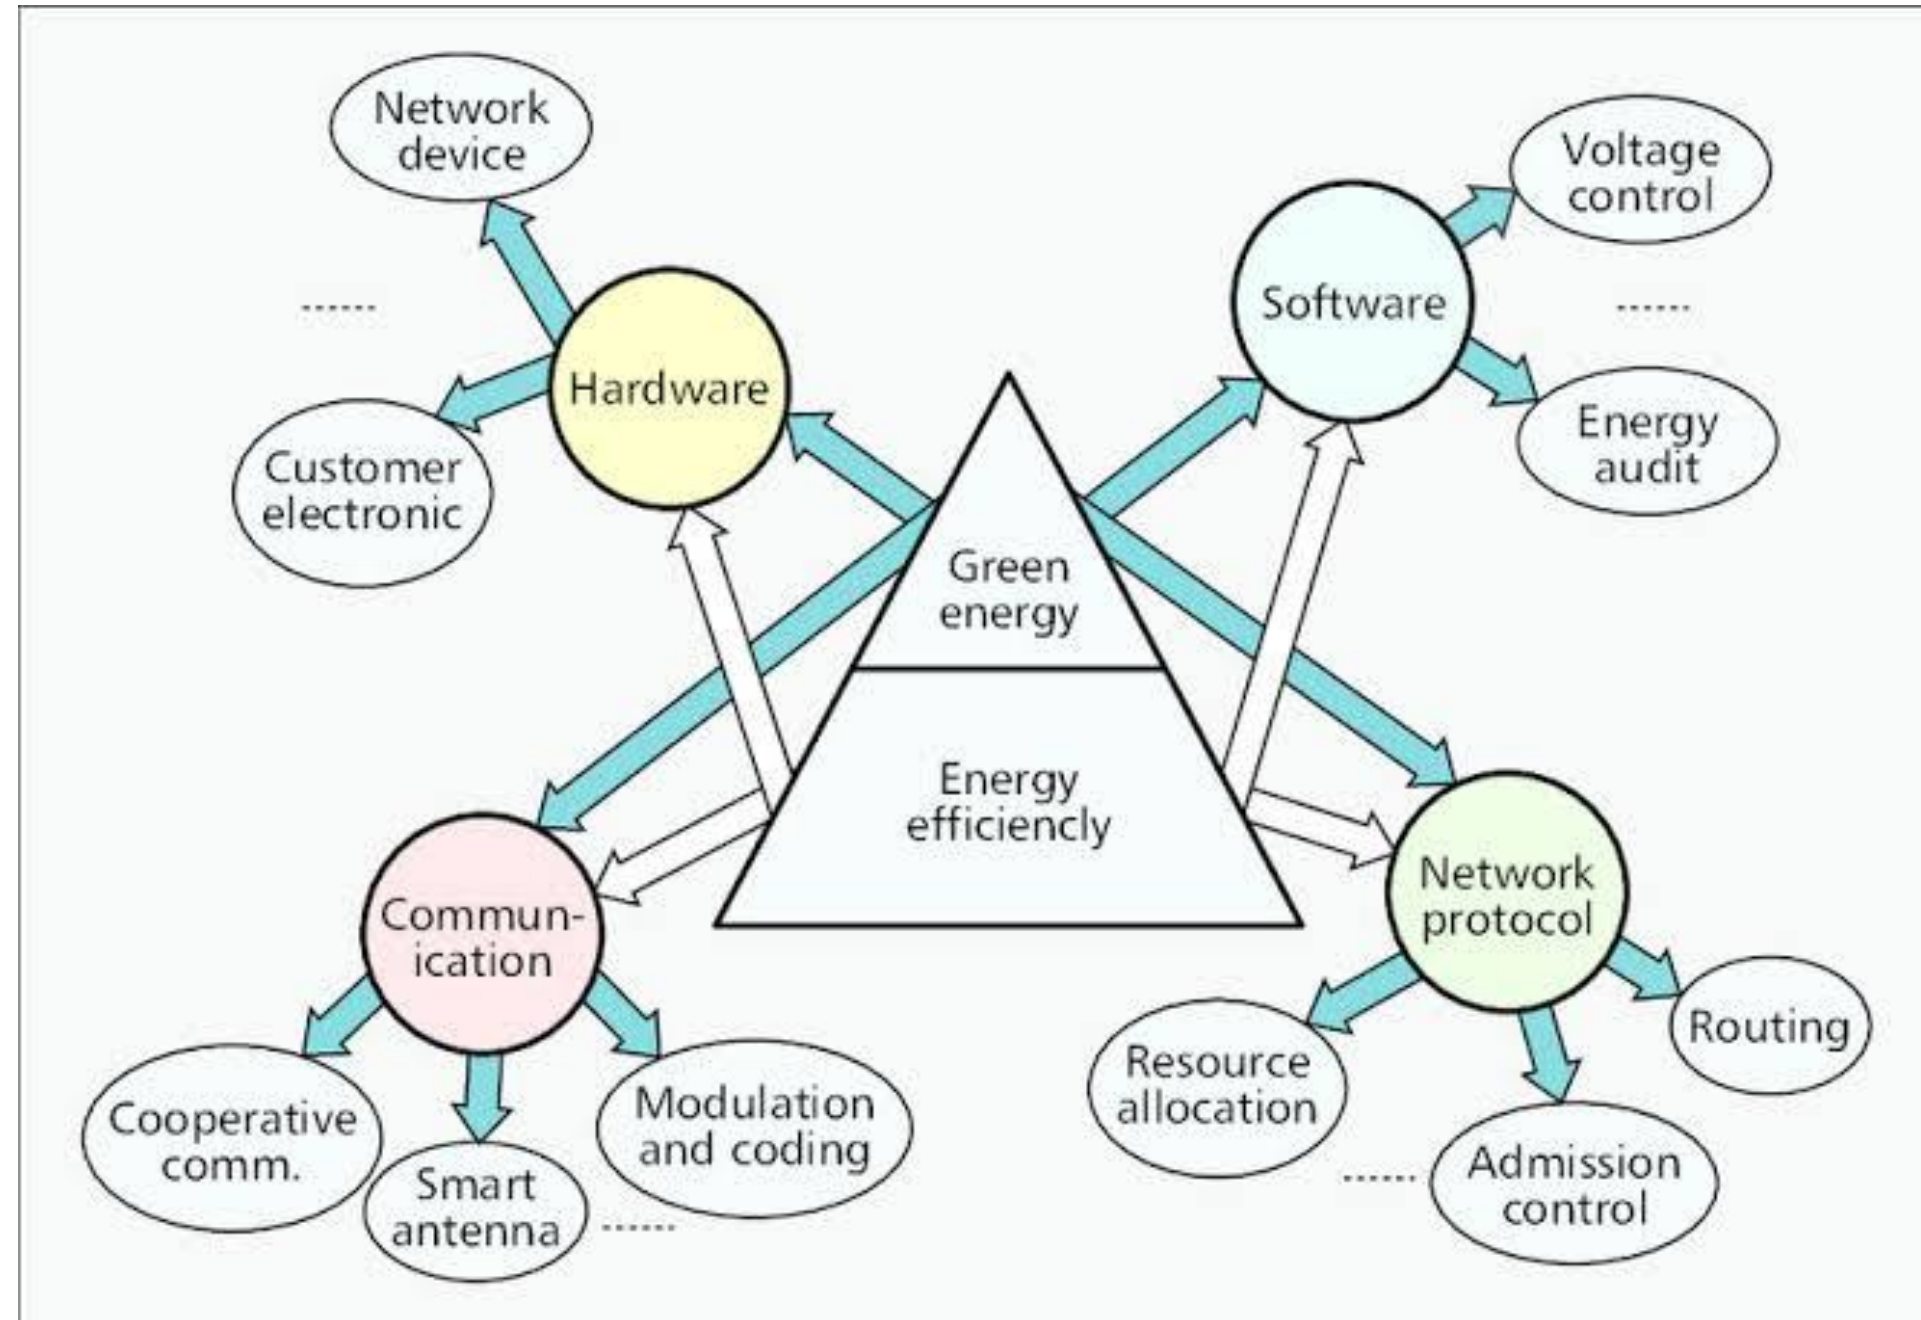 Network
device
Voltage
control
......
Software
......
Hardware
Energy
audit
Customer
electronic
Green
energy
Energy
efficiencly
Network
protocol
Commun-
ication
Routing
Resource
allocation
Cooperative
comm.
Modulation
and coding
Smart
antenna
......
......
Admission
control